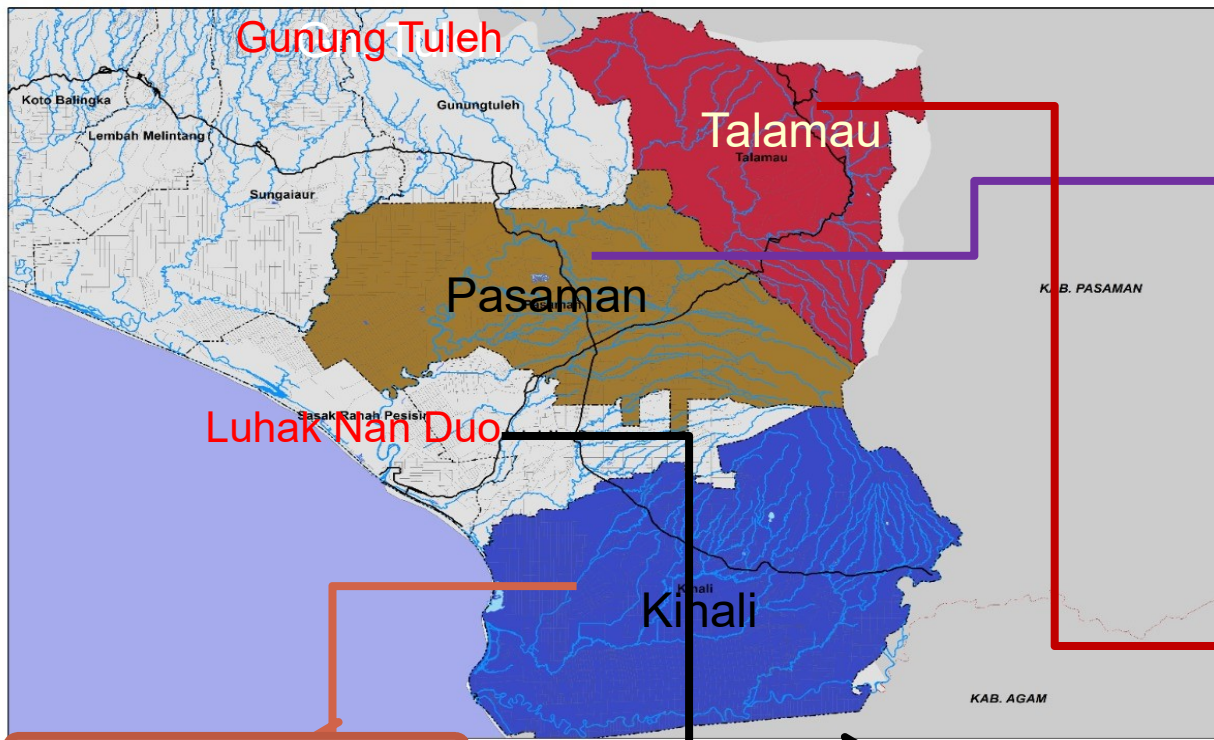 Gunung Tuleh
Koto Balingka
Gunungtuleh
Lembah Melintang
Talamau
Talamau
Sungaiaur
KAB. PASAMAN
Pasaman
Pasaman
Sasak Ranah Pesisir
Luhak Nan Duo
Kinali
Kinali
KAB. AGAM